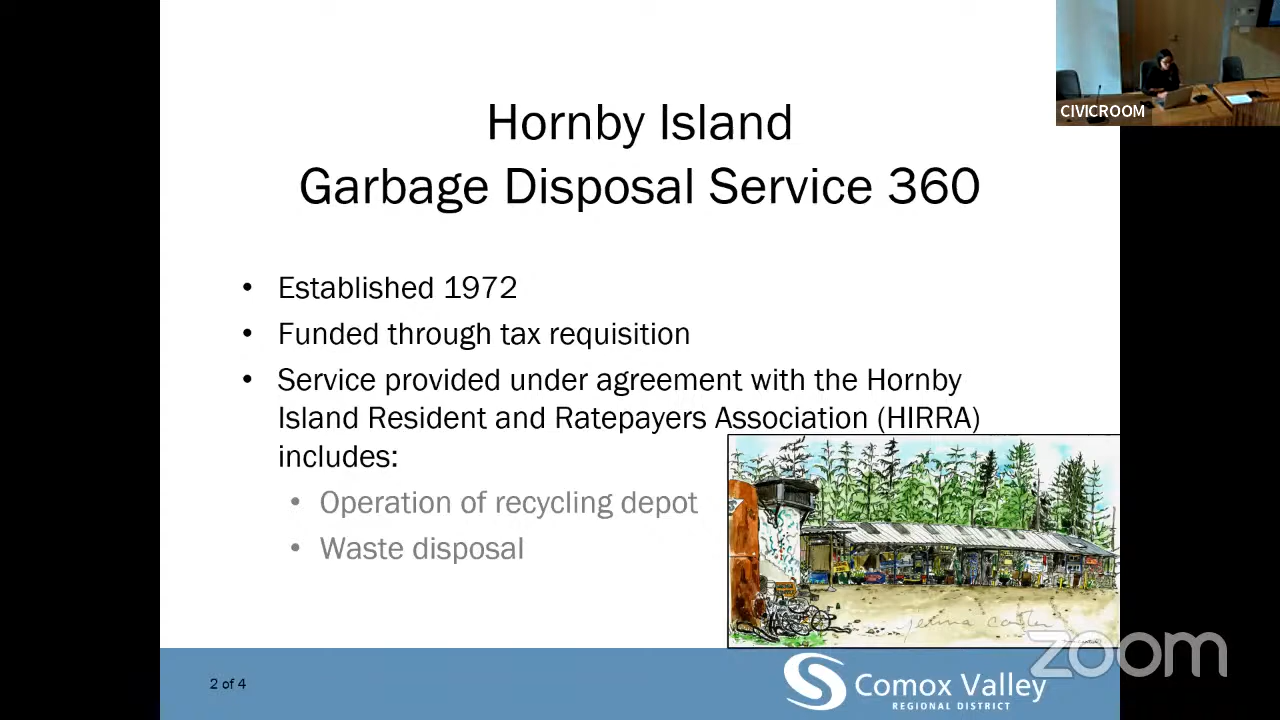 CIVICROOM
Hornby Island
Garbage Disposal Service 360
• Established 1972
• Funded through tax requisition
• Service provided under agreement with the Hornby
Island Resident and Ratepayers Association (HIRRA)
includes:
• Operation of recycling depot
• Waste disposal
zoom
2 of 4
Comox Valley
REGIONAL DISTRICT